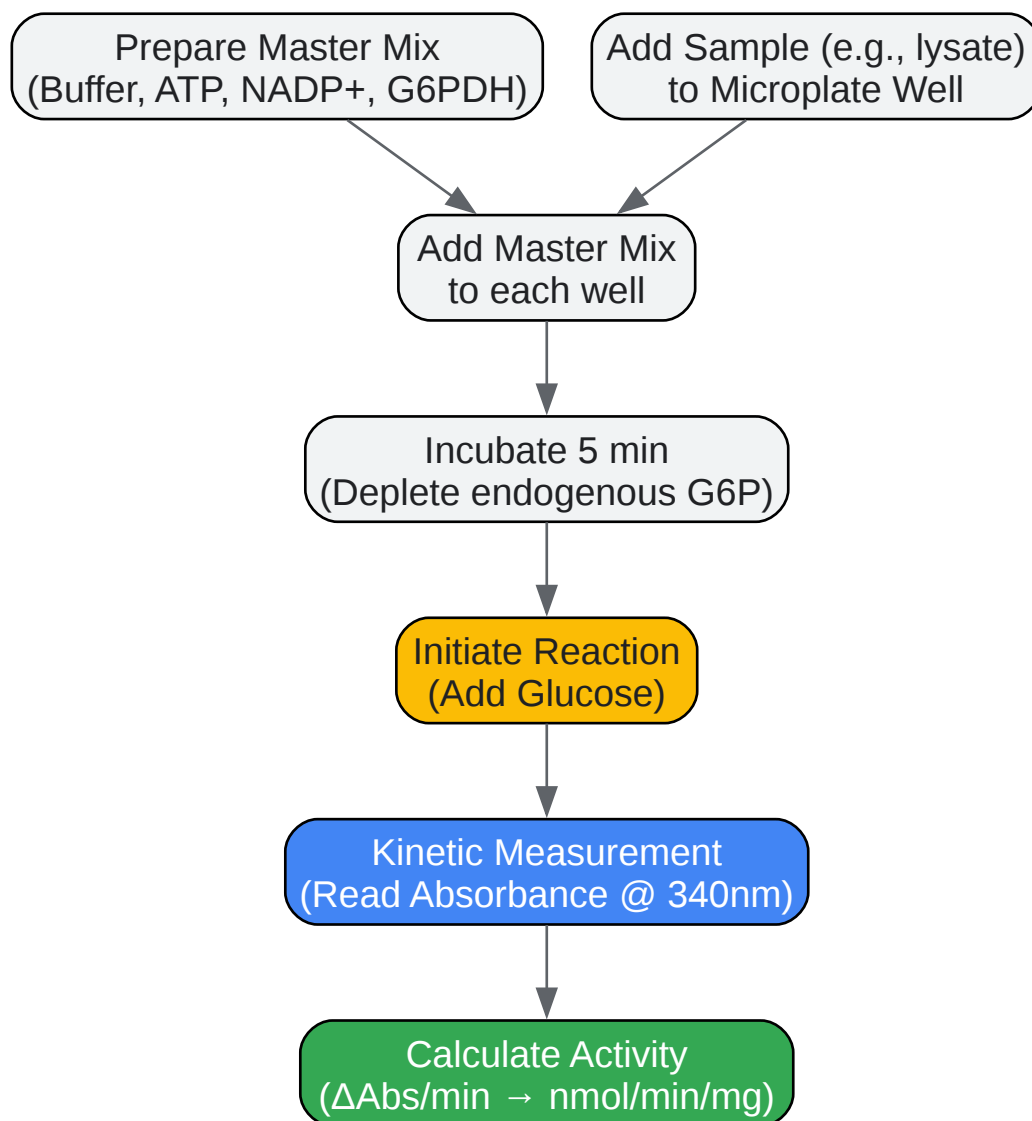 Prepare Master Mix
(Buffer, ATP, NADP+, G6PDH)
Add Sample (e.g., lysate)
to Microplate Well
Add Master Mix
to each well
Incubate 5 min
(Deplete endogenous G6P)
Initiate Reaction
(Add Glucose)
Kinetic Measurement
(Read Absorbance @ 340nm)
Calculate Activity
(ΔAbs/min → nmol/min/mg)